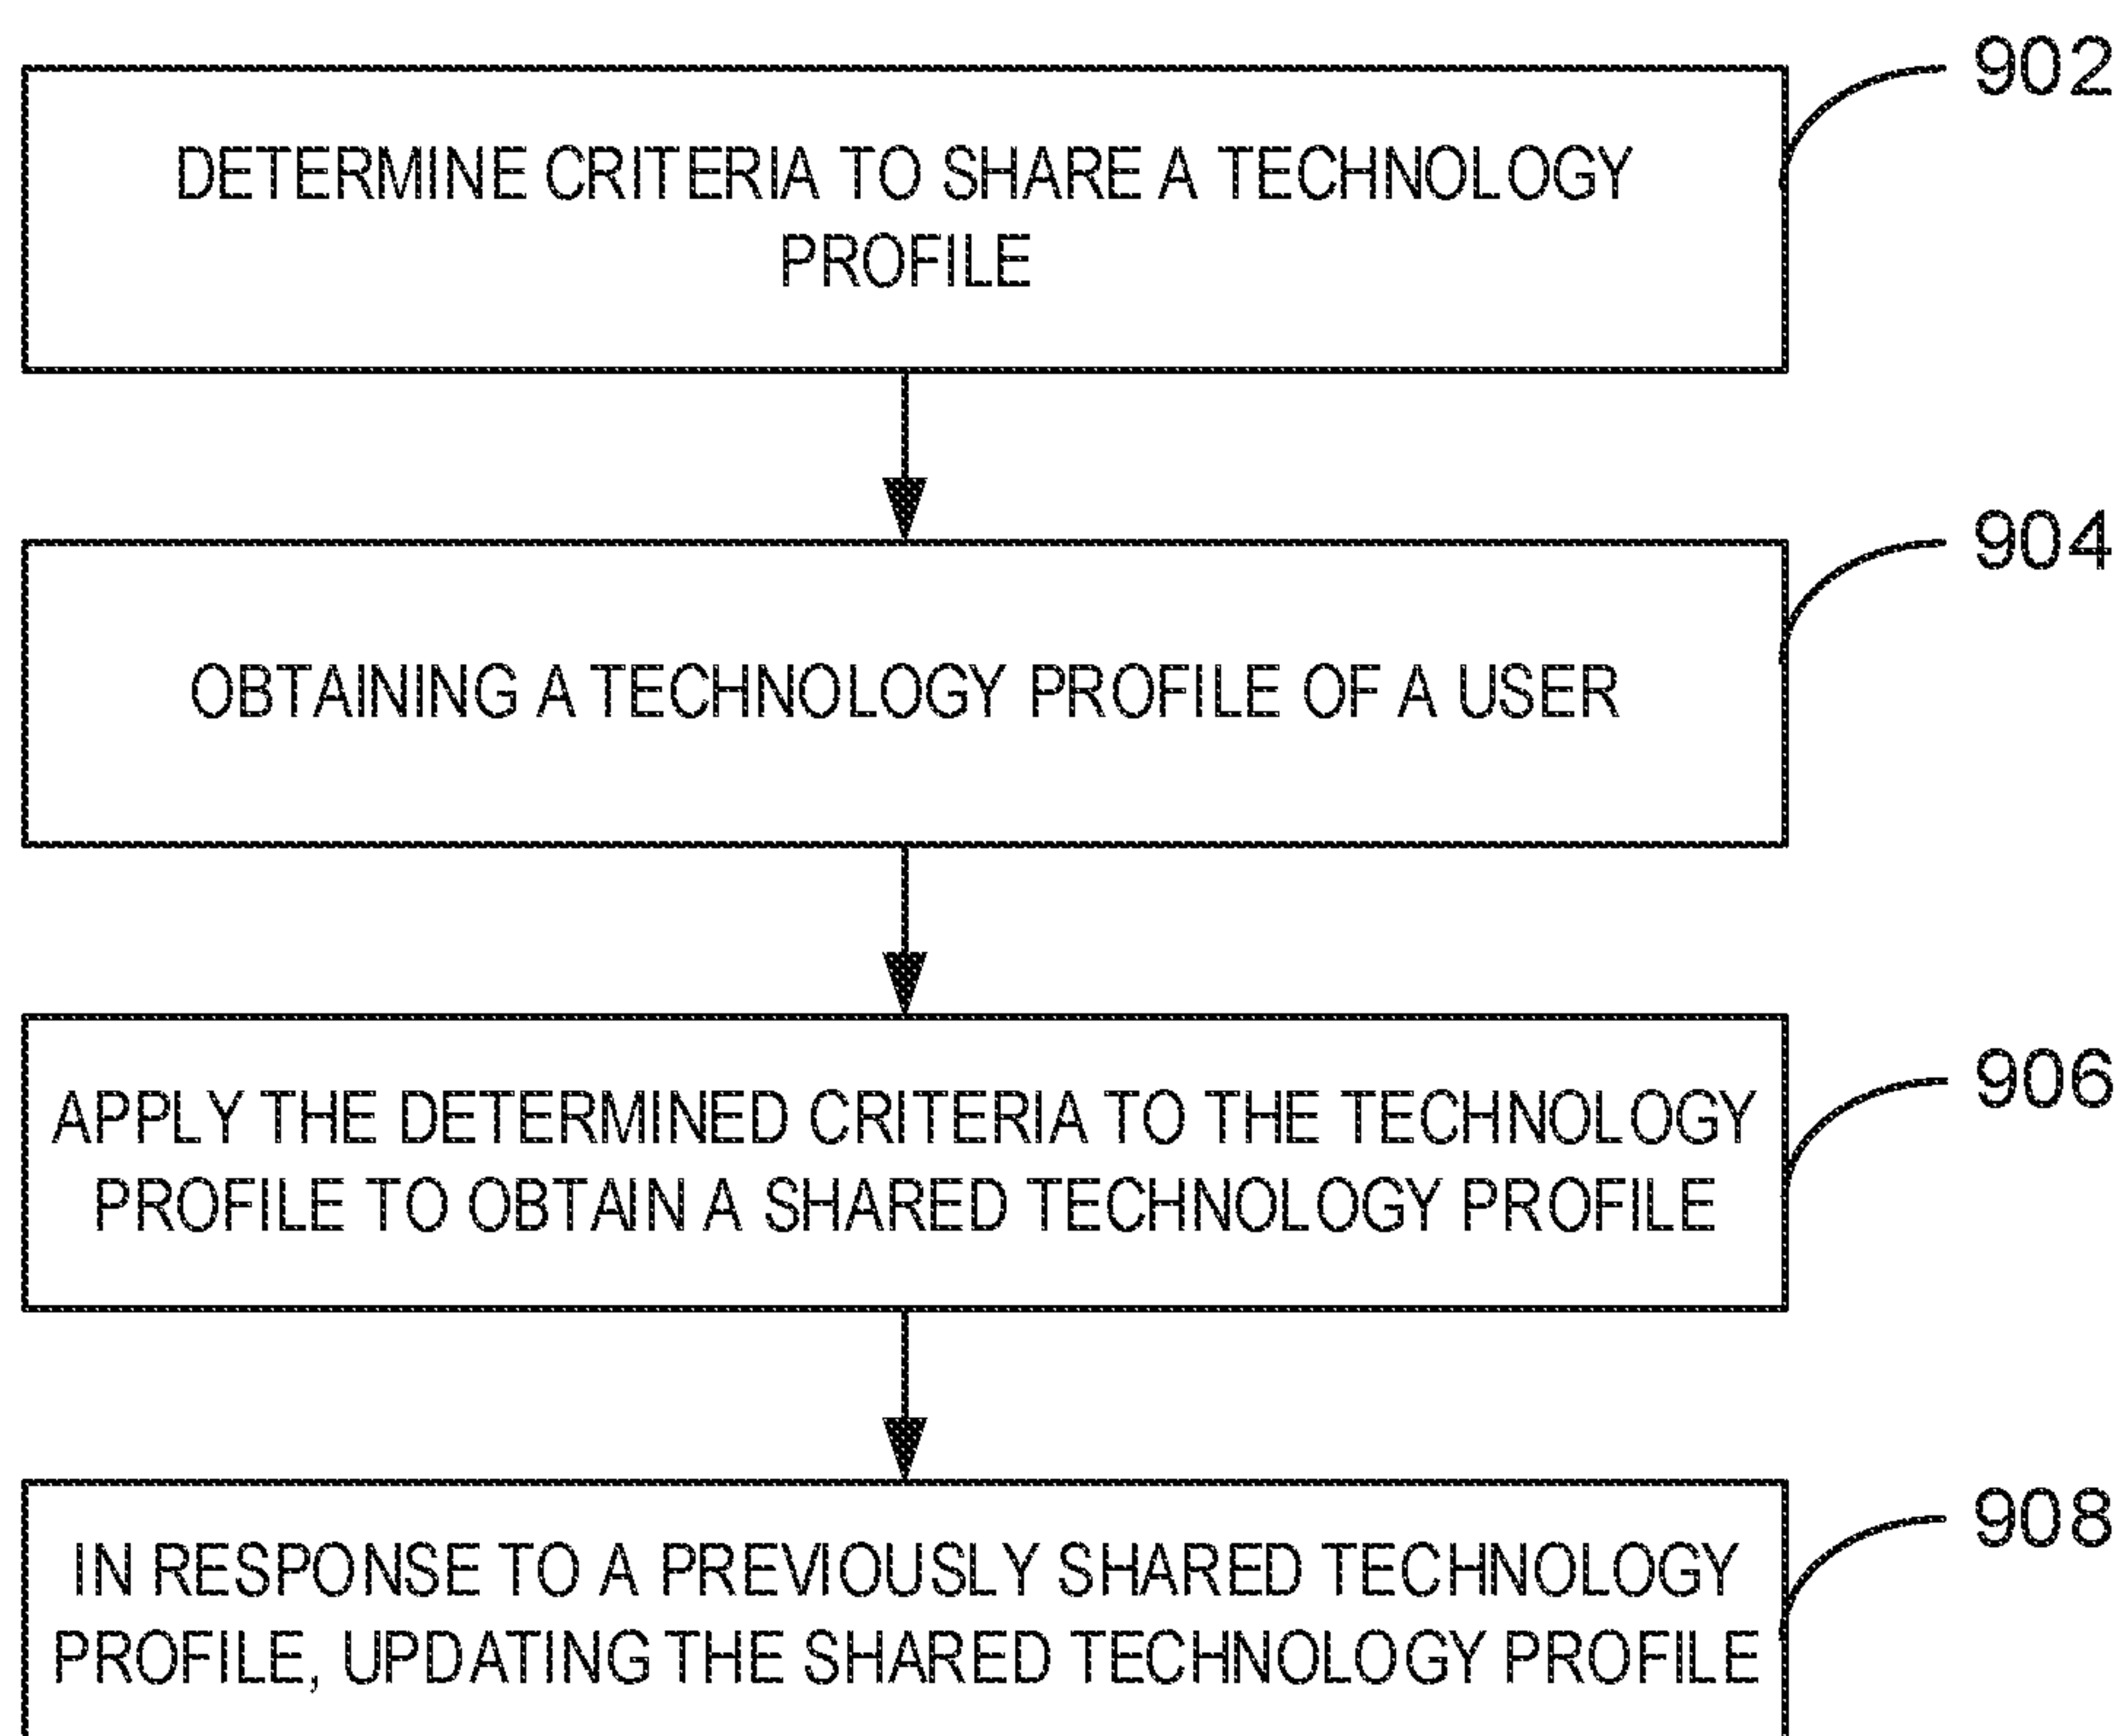 902
DETERMINE CRITERIA TO SHARE A TECHNOLOGY
PROFILE
904
OBTAINING A TECHNOLOGY PROFILE OF A USER
906
APPLY THE DETERMINED CRITERIA TO THE TECHNOLOGY
PROFILE TO OBTAIN A SHARED TECHNOLOGY PROFILE
908
IN RESPONSE TO A PREVIOUSLY SHARED TECHNOLOGY
PROFILE, UPDATING THE SHARED TECHNOLOGY PROFILE